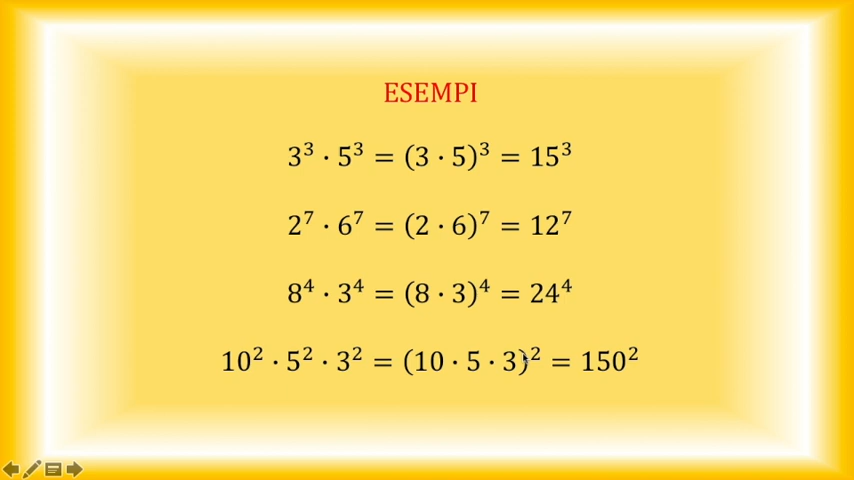 ESEMPI
3³ · 5³ = (3 · 5)³ = 15³
2⁷ · 6⁷ = (2 · 6)⁷ = 12⁷
8⁴ · 3⁴ = (8 · 3)⁴ = 24⁴
10² · 5² · 3² = (10 · 5 · 3)² = 150²